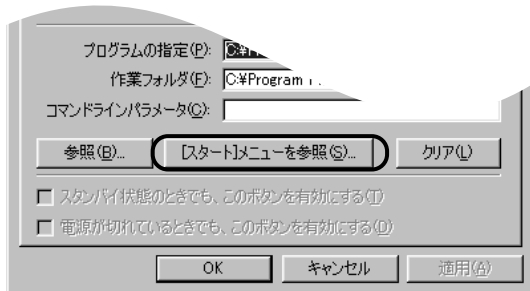 プログラムの指定(P): C:¥
作業フォルダ(F): C:¥Program
コマンドラインパラメータ(C):
参照(B)... [スタート]メニューを参照(S)... クリア(L)
スタンバイ状態のときでも、このボタンを有効にする(T)
電源が切れているときでも、このボタンを有効にする(D)
OK キャンセル 適用(A)